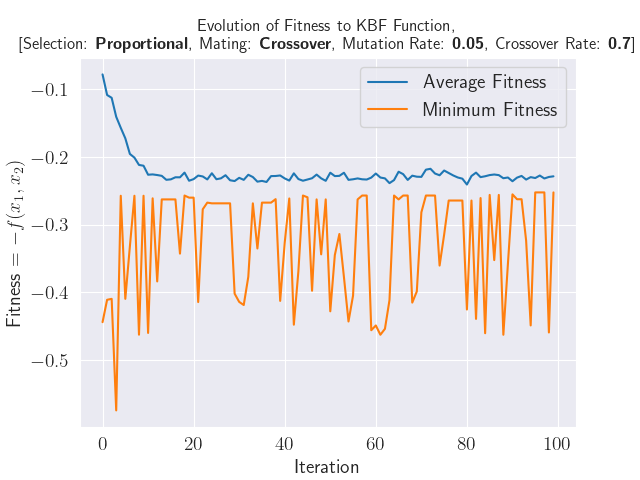 Evolution of Fitness to KBF Function,
[Selection: Proportional, Mating: Crossover, Mutation Rate: 0.05, Crossover Rate: 0.7]
Average Fitness
Minimum Fitness
−0.1
−0.2
−0.3
−0.4
−0.5
Fitness = −f(x₁, x₂)
0 20 40 60 80 100
Iteration